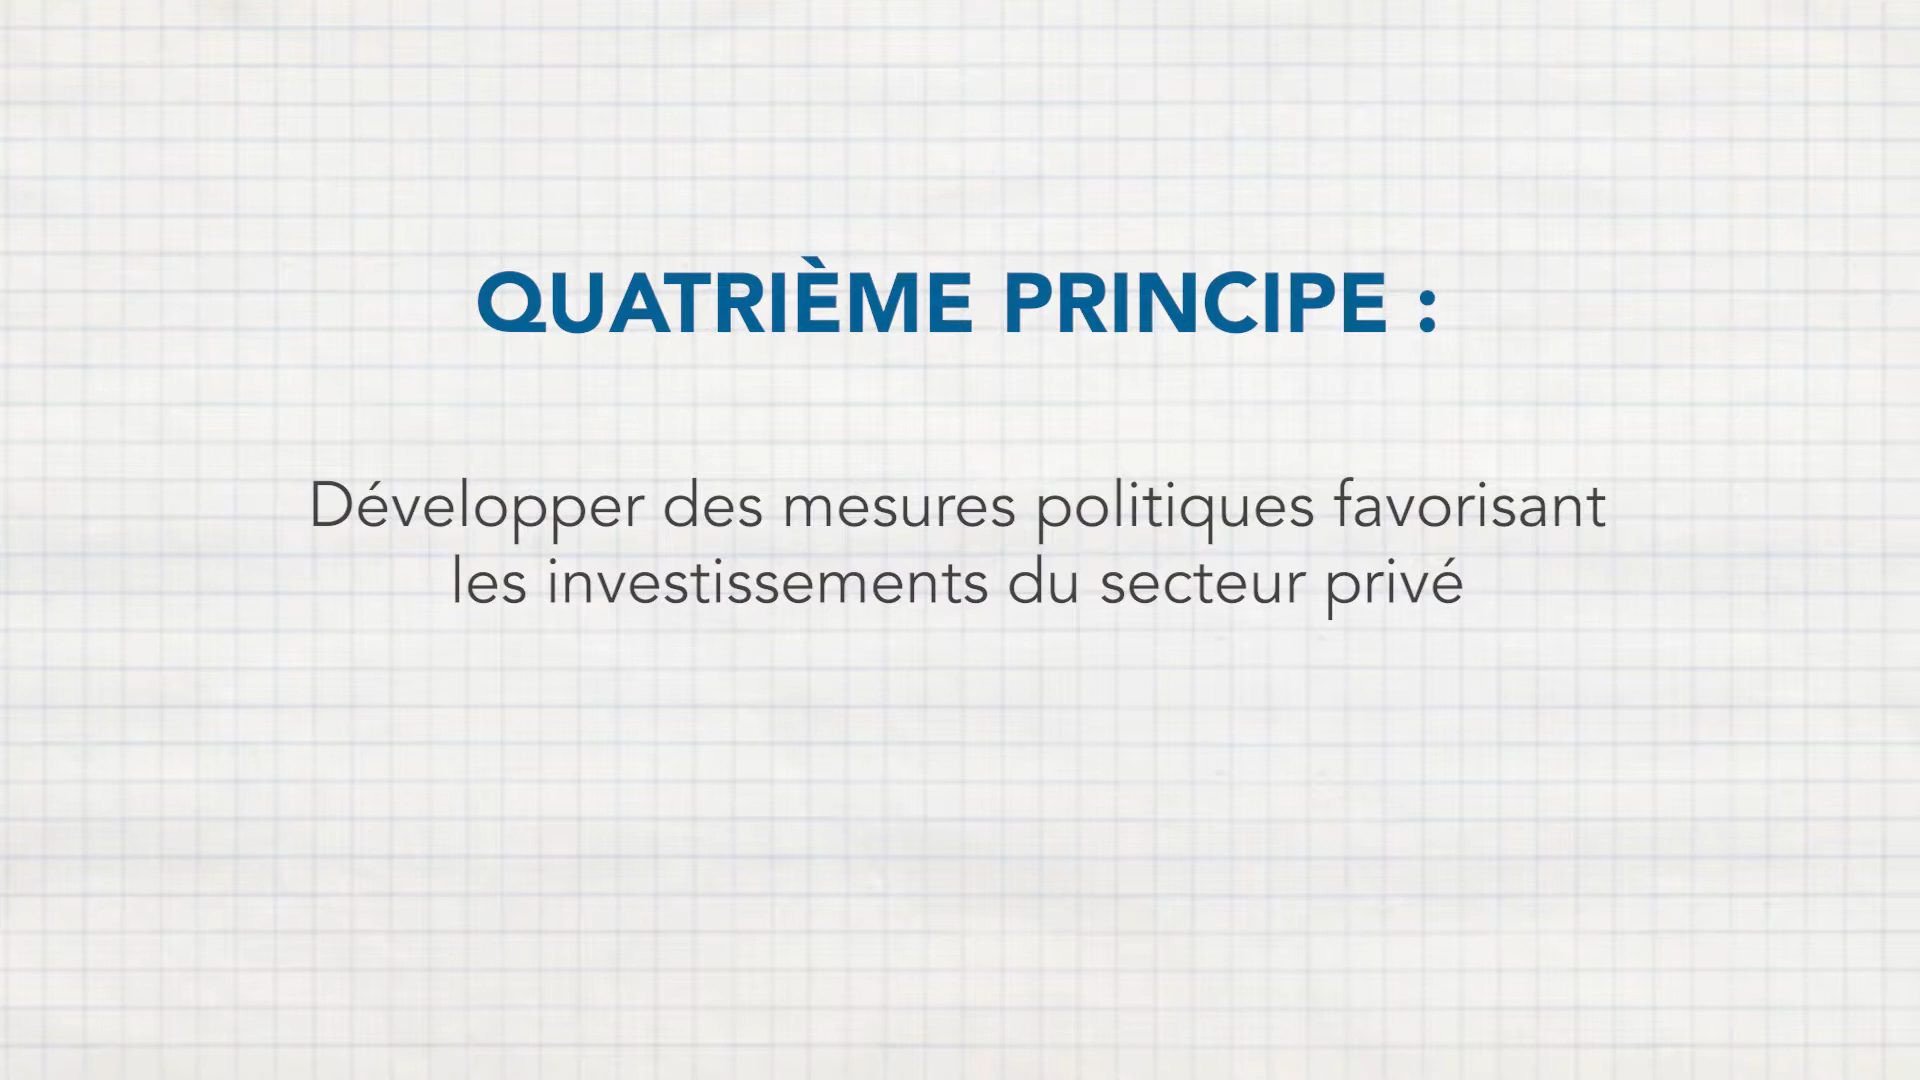 QUATRIÈME PRINCIPE :
Développer des mesures politiques favorisant
les investissements du secteur privé